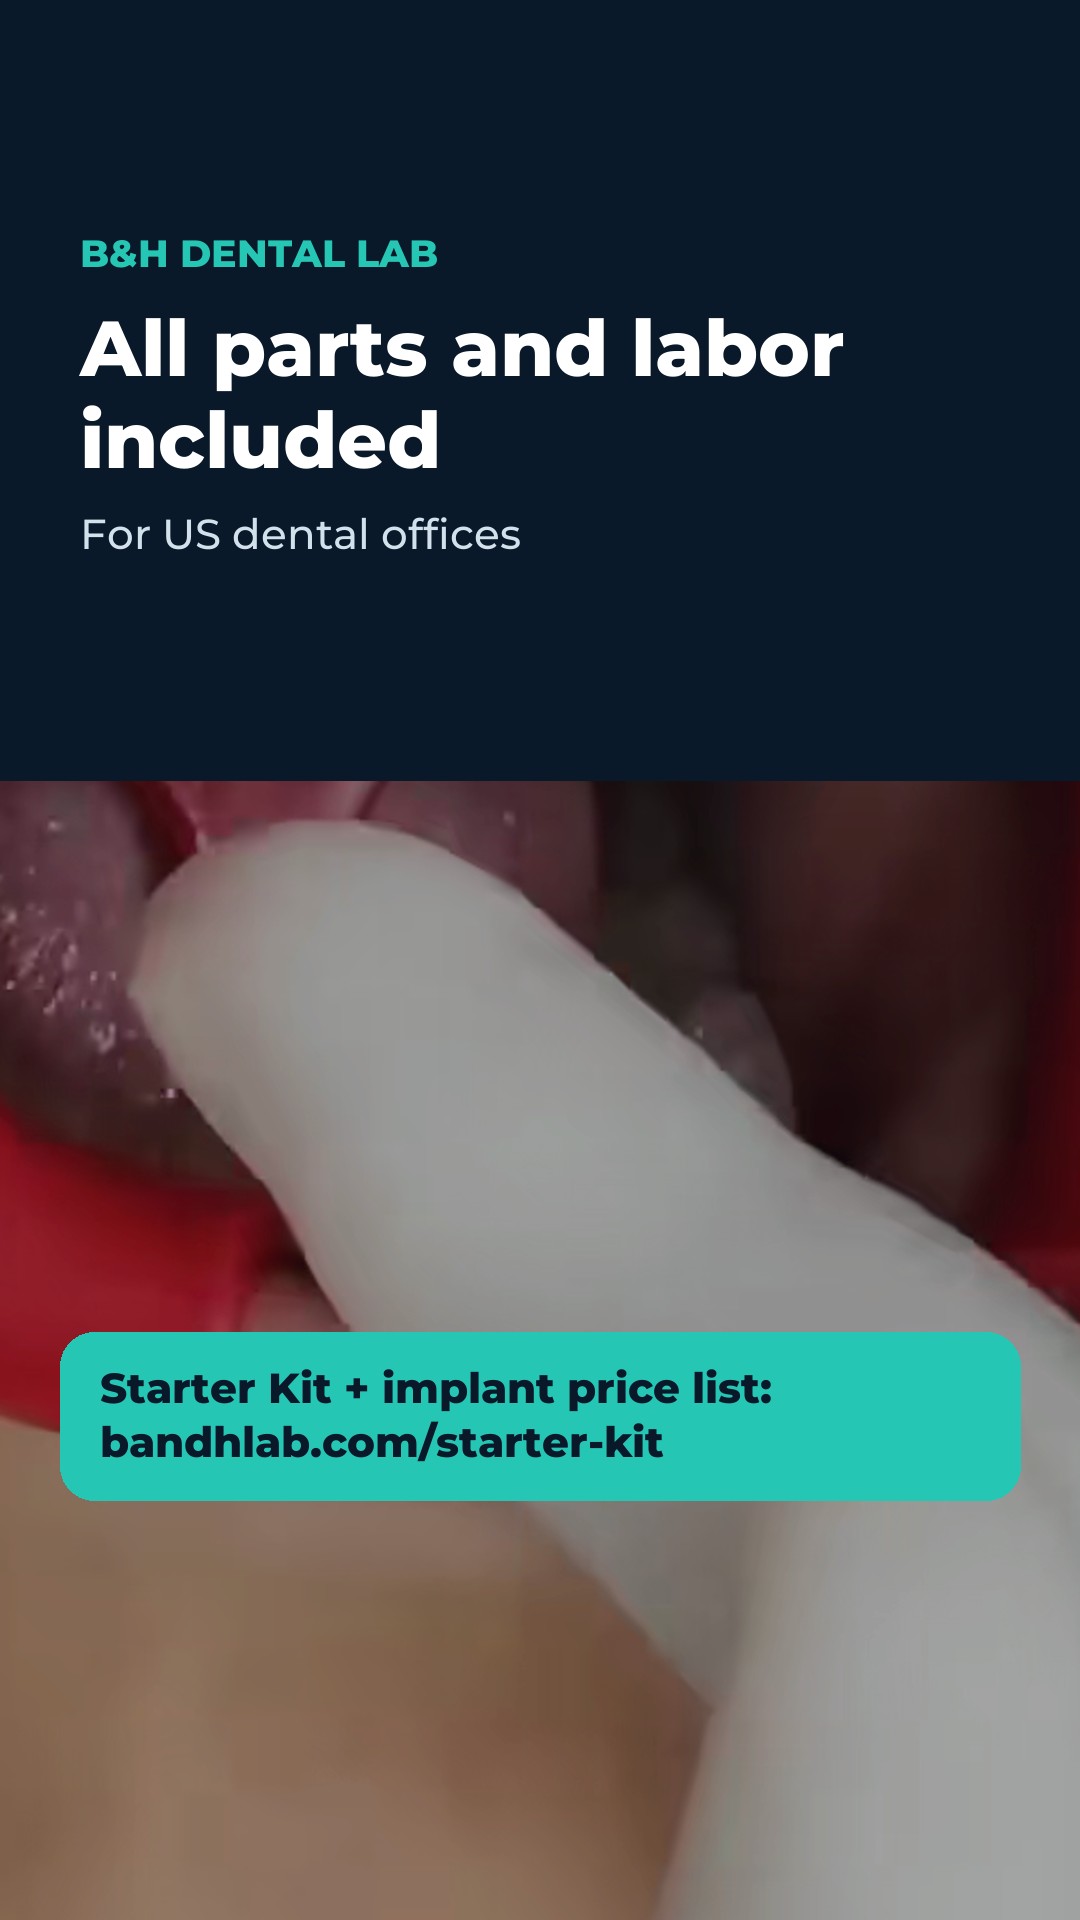 B&H DENTAL LAB
All parts and labor
included
For US dental offices
Starter Kit + implant price list:
bandhlab.com/starter-kit